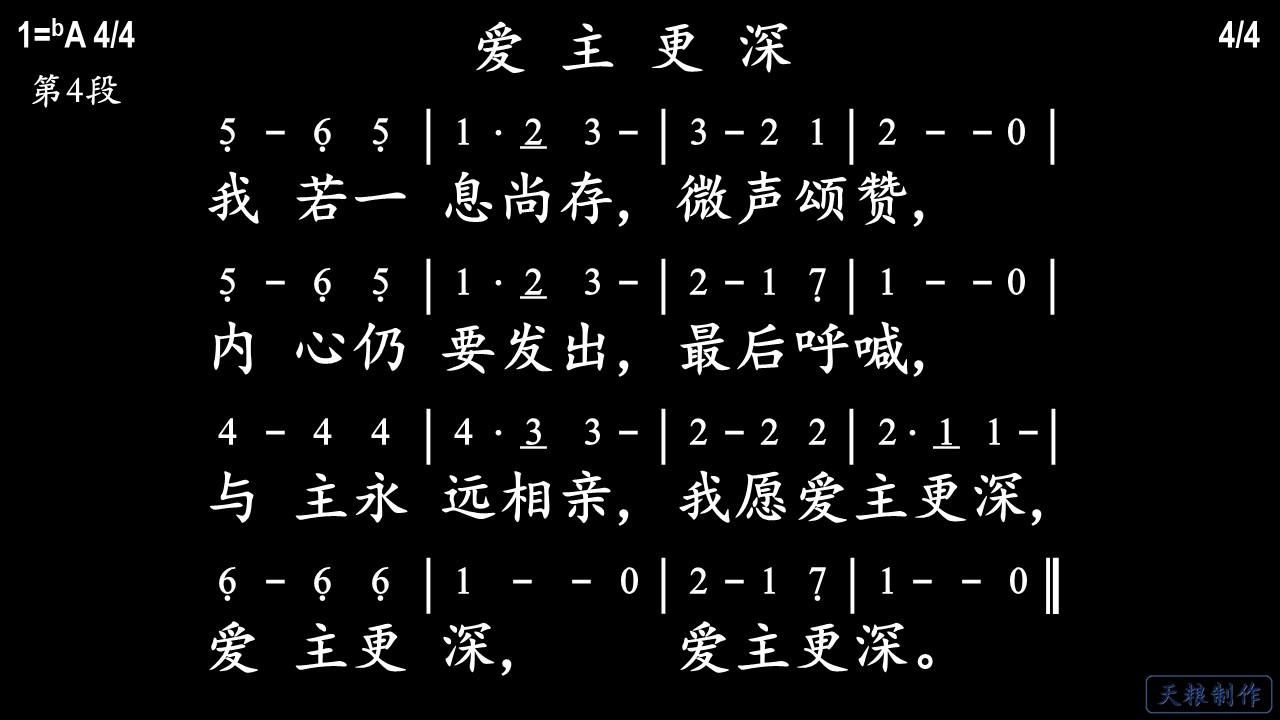 1=ᵇA 4/4
爱 主 更 深
4/4
第4段
5̣ - 6̣ 5̣ | 1 · 2̲ 3 - | 3 - 2 1 | 2 - - 0 |
我 若一 息尚存，微声颂赞，
5̣ - 6̣ 5̣ | 1 · 2̲ 3 - | 2 - 1 7̣ | 1 - - 0 |
内 心仍 要发出，最后呼喊，
4 - 4 4 | 4 · 3̲ 3 - | 2 - 2 2 | 2 · 1̲ 1 - |
与 主永 远相亲，我愿爱主更深，
6̣ - 6̣ 6̣ | 1 - - 0 | 2 - 1 7̣ | 1 - - 0 ‖
爱 主更 深， 爱主更深。
天粮制作